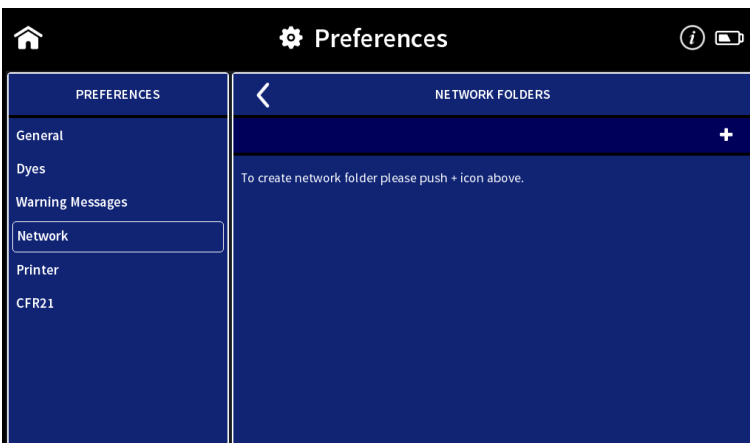 Preferences
PREFERENCES
General
Dyes
Warning Messages
Network
Printer
CFR21
NETWORK FOLDERS
+
To create network folder please push + icon above.